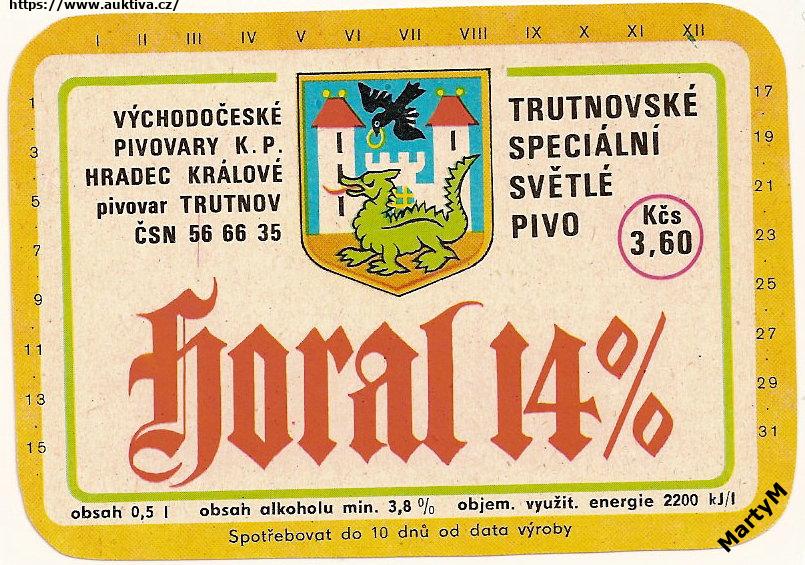 https://www.auktiva.cz/
I II III IV V VI VII VIII IX X XI XII
VÝCHODOČESKÉ
PIVOVARY K. P.
HRADEC KRÁLOVÉ
pivovar TRUTNOV
ČSN 56 66 35
TRUTNOVSKÉ
SPECIÁLNÍ
SVĚTLÉ
PIVO
Kčs
3,60
Horal 14%
1
3
5
7
9
11
13
15
17
19
21
23
25
27
29
31
obsah 0,5 l obsah alkoholu min. 3,8 % objem. využit. energie 2200 kJ/l
Spotřebovat do 10 dnů od data výroby
MartyM